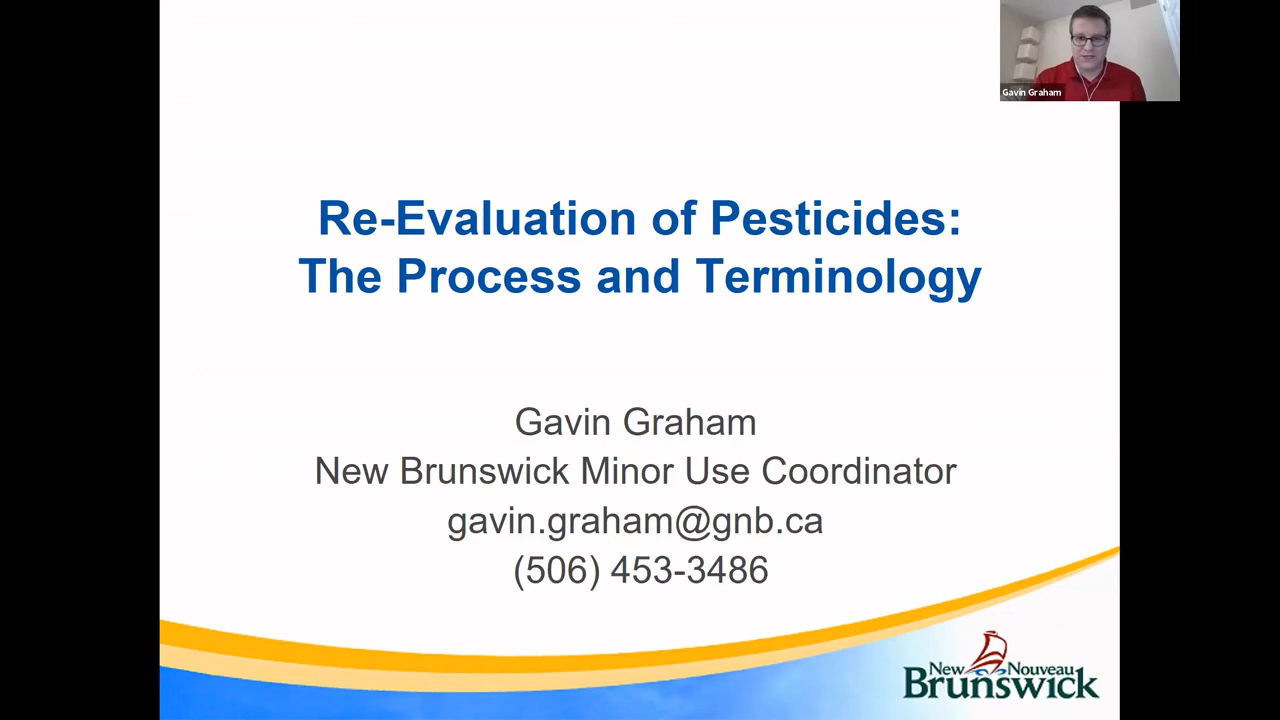 Gavin Graham
Re-Evaluation of Pesticides:
The Process and Terminology
Gavin Graham
New Brunswick Minor Use Coordinator
gavin.graham@gnb.ca
(506) 453-3486
New Nouveau
Brunswick